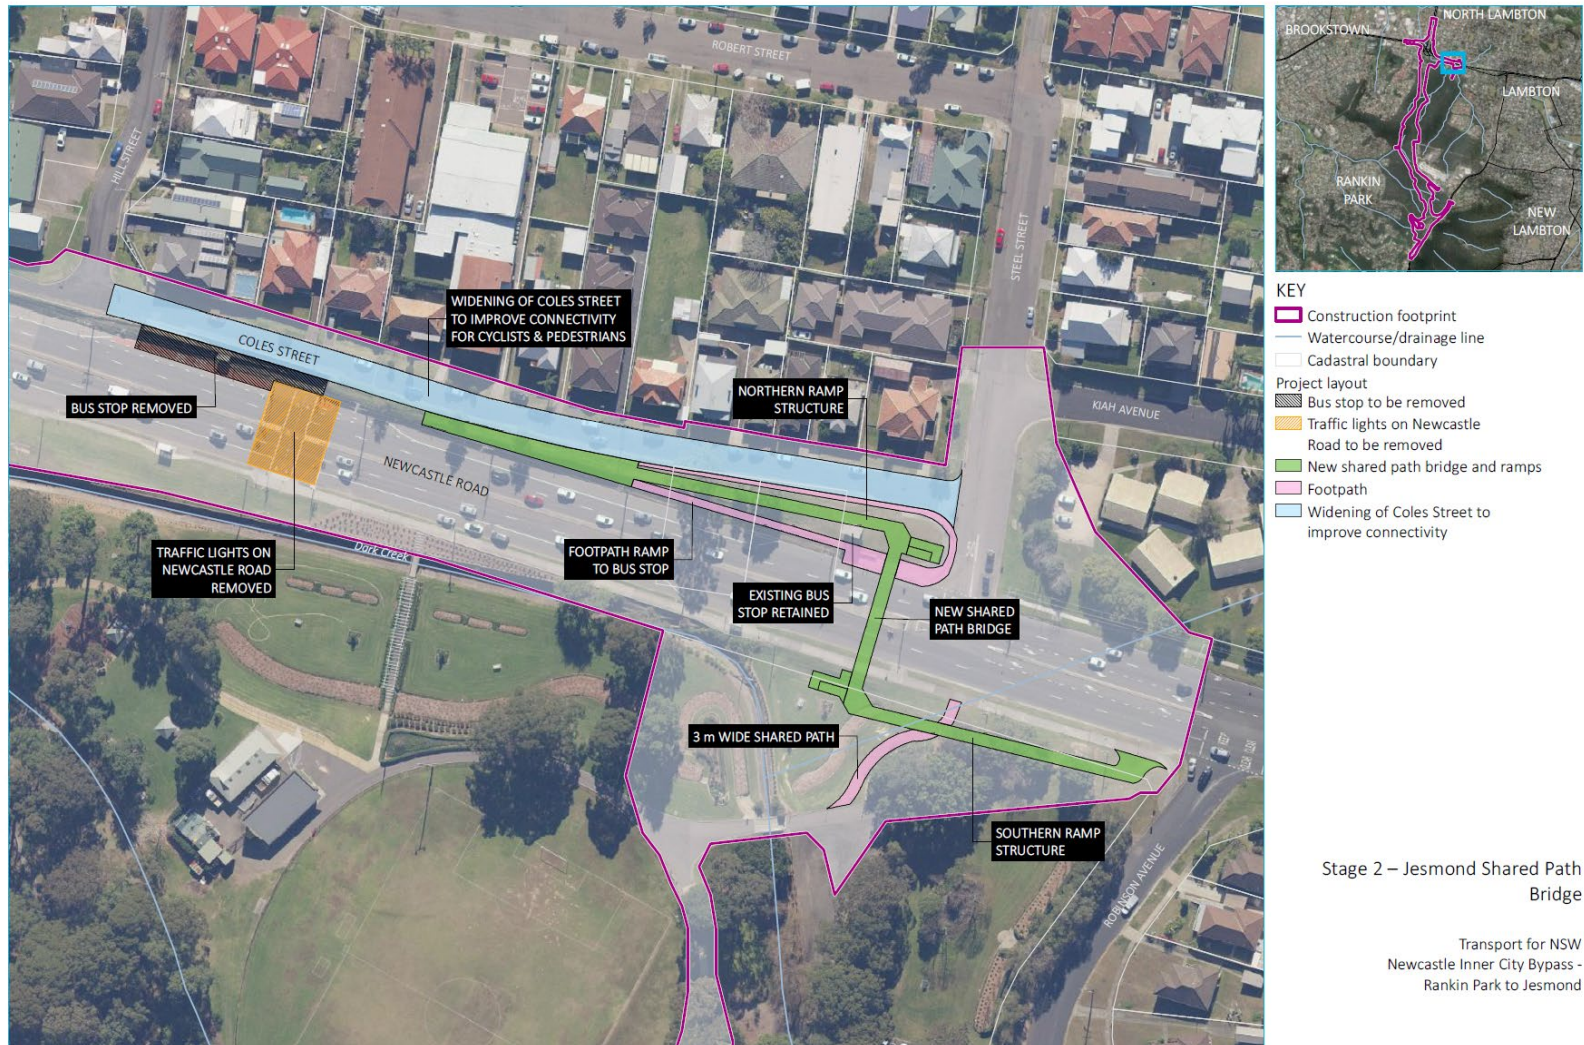 ROBERT STREET
HILL STREET
STEEL STREET
KIAH AVENUE
WIDENING OF COLES STREET
TO IMPROVE CONNECTIVITY
FOR CYCLISTS & PEDESTRIANS
COLES STREET
BUS STOP REMOVED
NORTHERN RAMP
STRUCTURE
NEWCASTLE ROAD
TRAFFIC LIGHTS ON
NEWCASTLE ROAD
REMOVED
Dark Creek
FOOTPATH RAMP
TO BUS STOP
EXISTING BUS
STOP RETAINED
NEW SHARED
PATH BRIDGE
3 m WIDE SHARED PATH
SOUTHERN RAMP
STRUCTURE
KEEP
CLEAR
ROBINSON AVENUE
NORTH LAMBTON
BROOKSTOWN
LAMBTON
RANKIN
PARK
NEW
LAMBTON
KEY
Construction footprint
Watercourse/drainage line
Cadastral boundary
Project layout
Bus stop to be removed
Traffic lights on Newcastle
Road to be removed
New shared path bridge and ramps
Footpath
Widening of Coles Street to
improve connectivity
Stage 2 – Jesmond Shared Path
Bridge
Transport for NSW
Newcastle Inner City Bypass -
Rankin Park to Jesmond